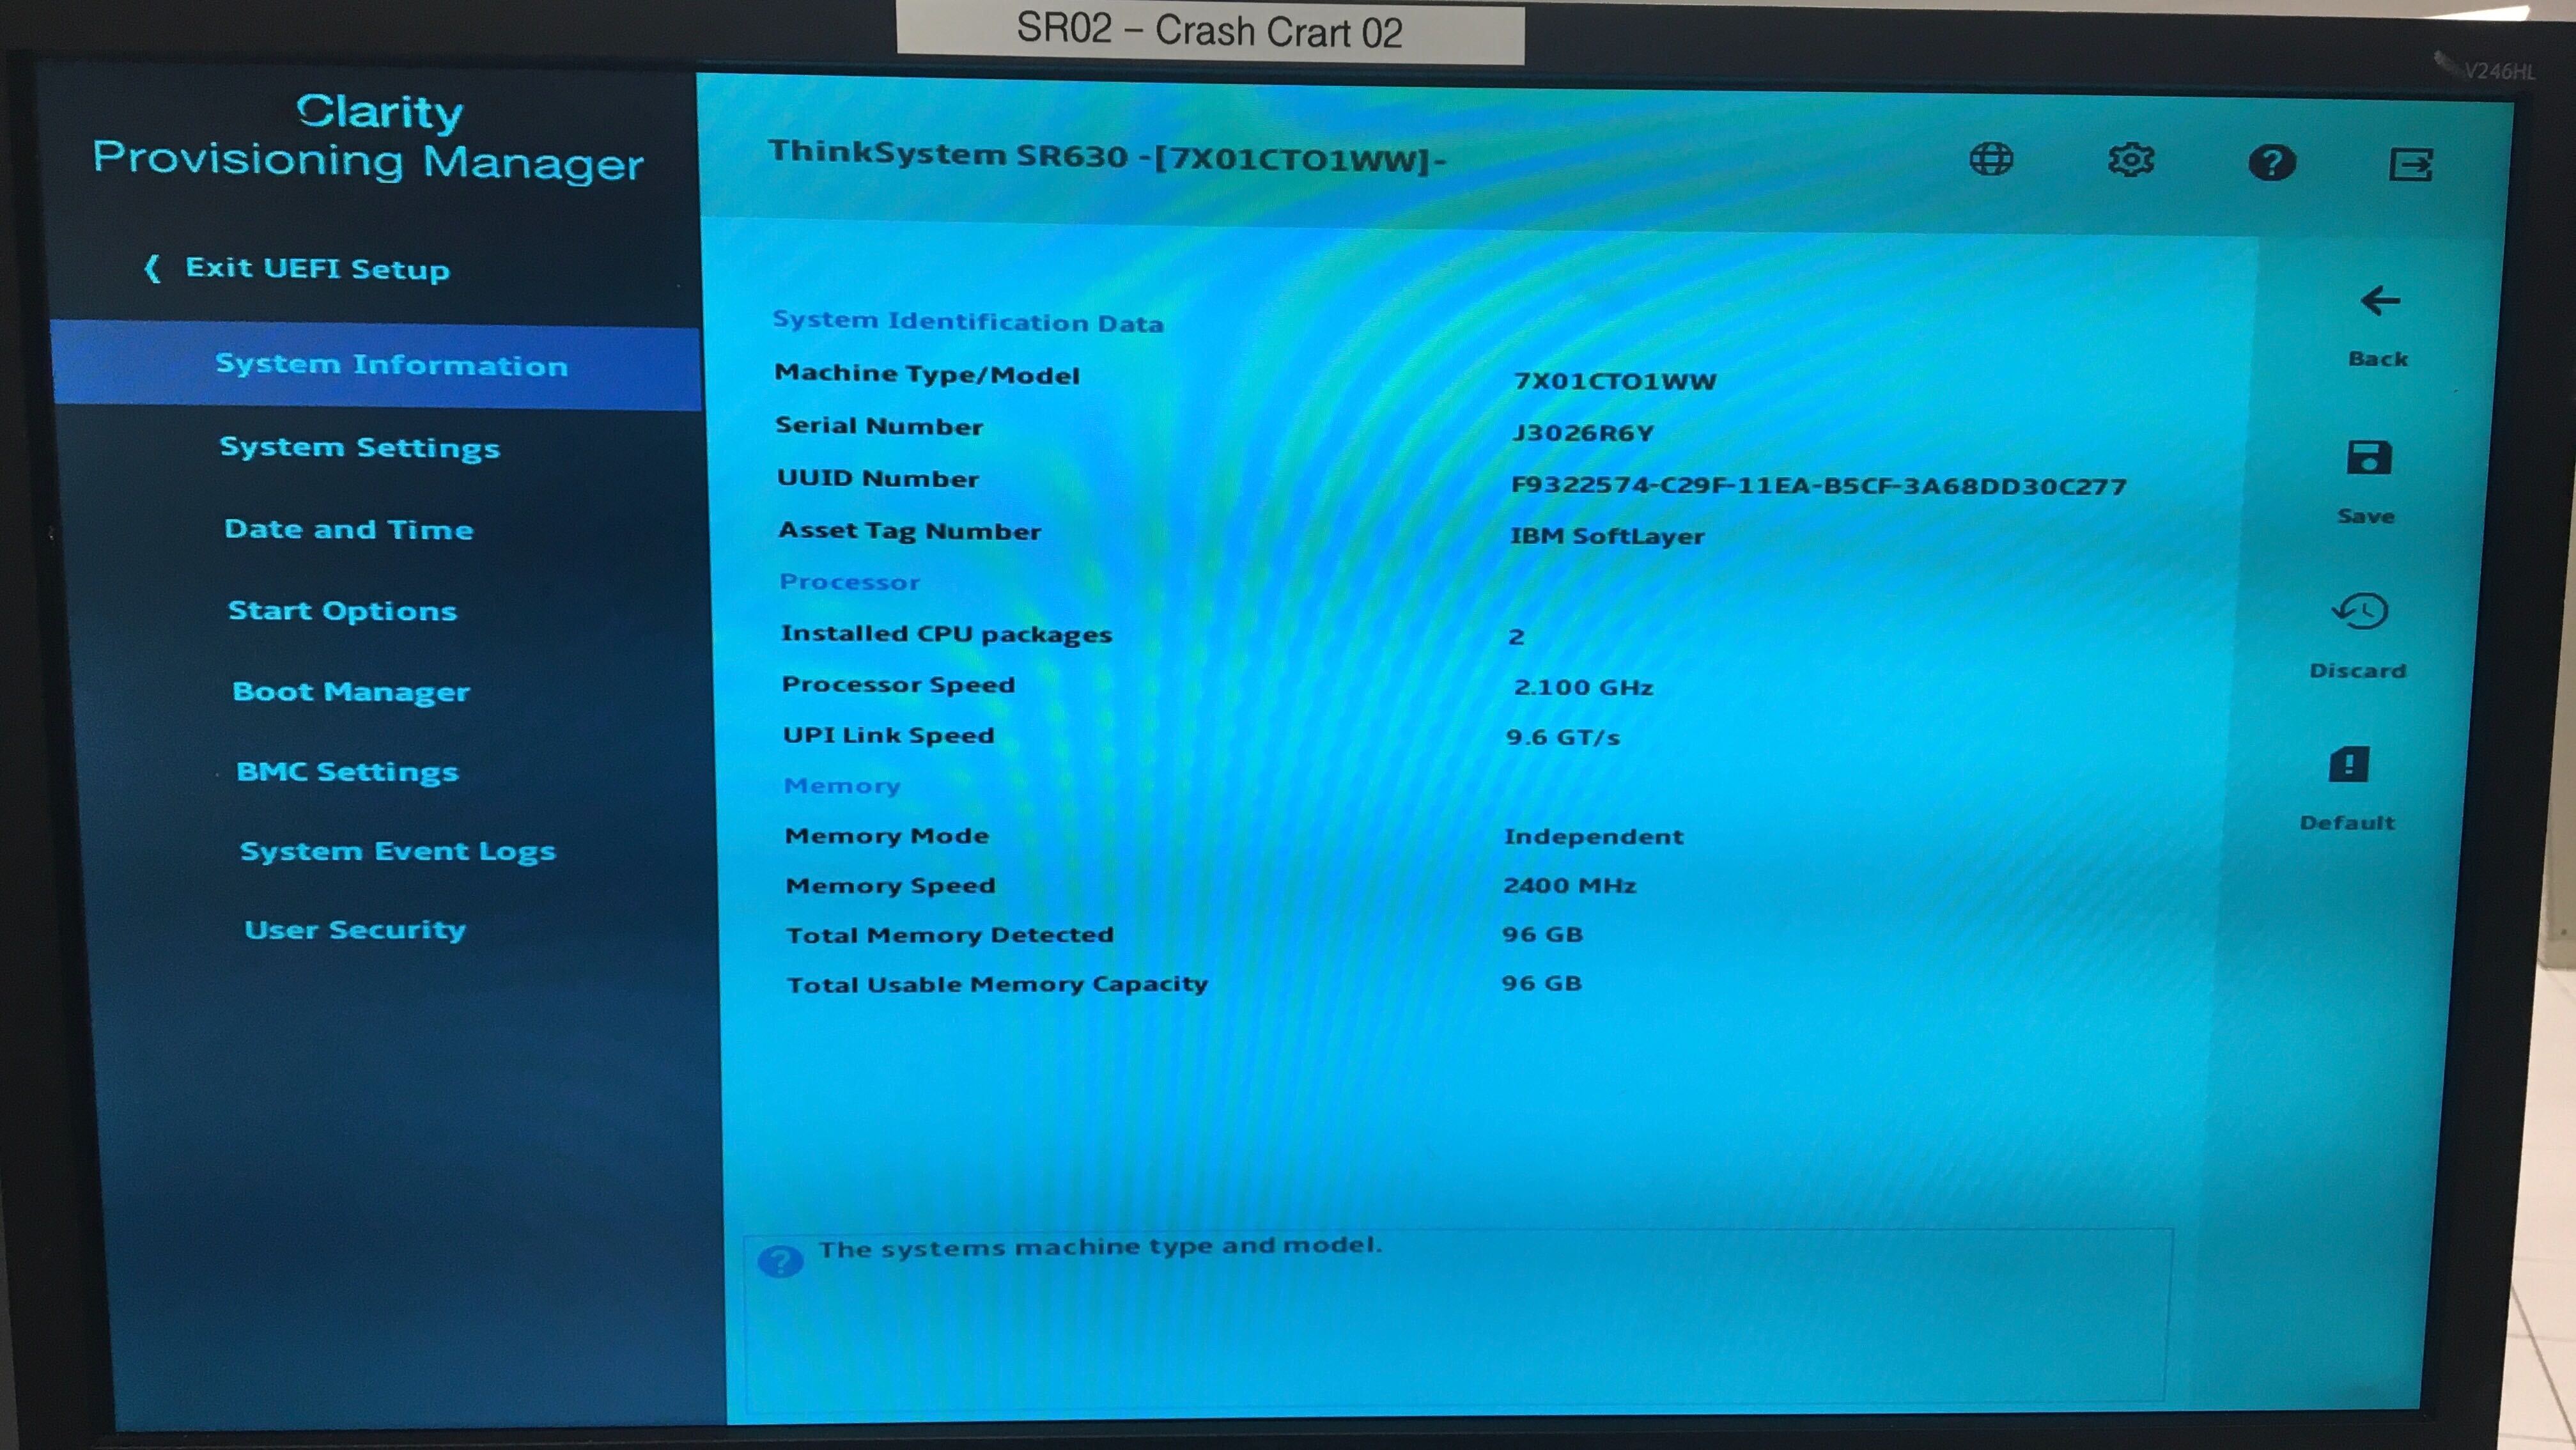 SR02 – Crash Crart 02
V246HL
Clarity
Provisioning Manager
ThinkSystem SR630 -[7X01CTO1WW]-
❬ Exit UEFI Setup
System Information
System Settings
Date and Time
Start Options
Boot Manager
BMC Settings
System Event Logs
User Security
System Identification Data
Machine Type/Model 7X01CTO1WW
Serial Number J3026R6Y
UUID Number F9322574-C29F-11EA-B5CF-3A68DD30C277
Asset Tag Number IBM SoftLayer
Processor
Installed CPU packages 2
Processor Speed 2.100 GHz
UPI Link Speed 9.6 GT/s
Memory
Memory Mode Independent
Memory Speed 2400 MHz
Total Memory Detected 96 GB
Total Usable Memory Capacity 96 GB
Back
Save
Discard
Default
The systems machine type and model.